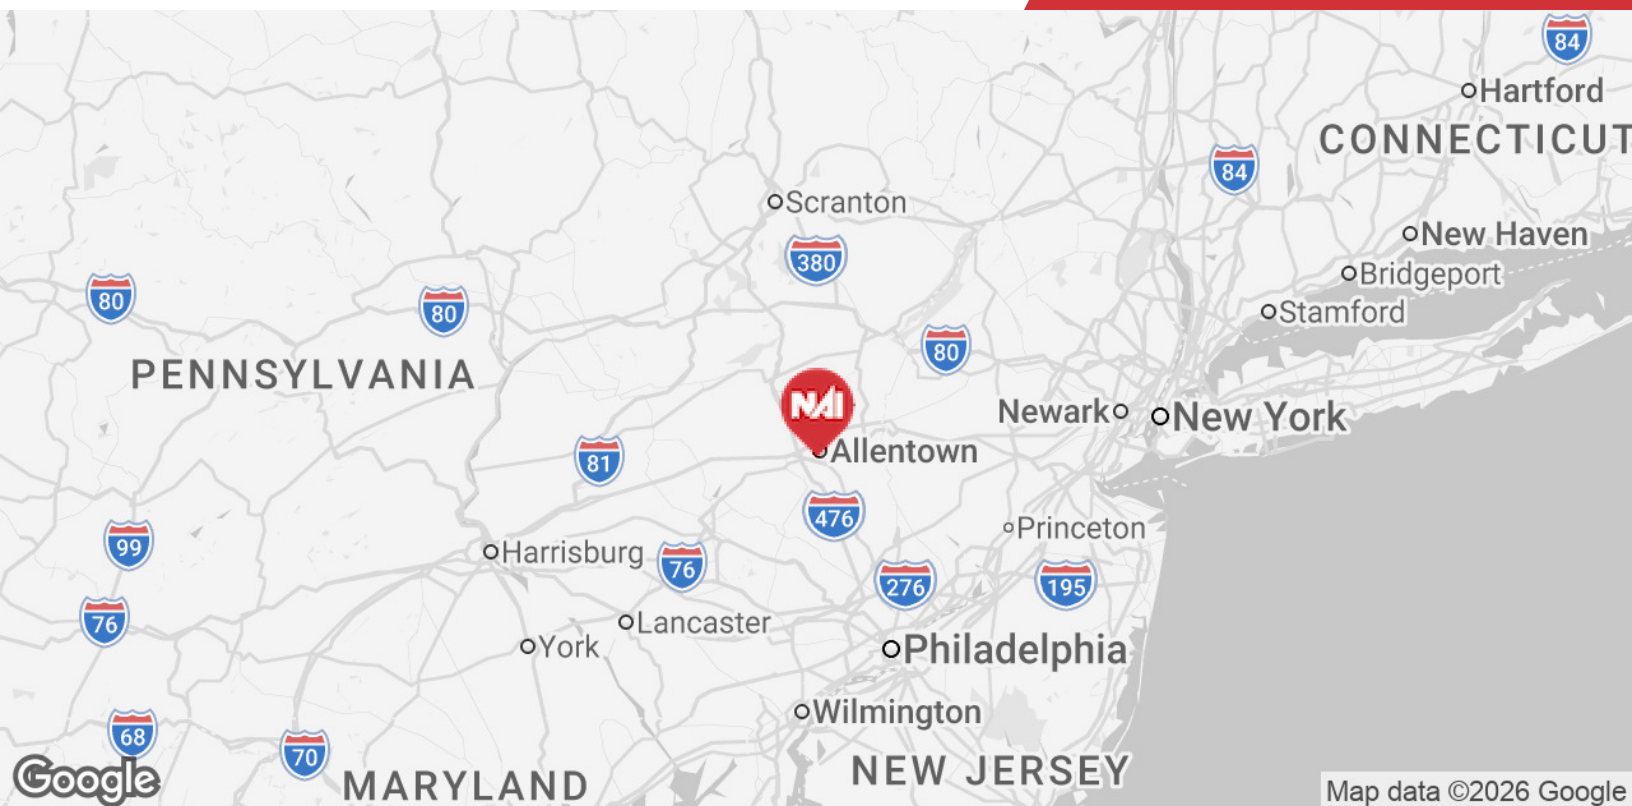 84
Hartford
CONNECTICUT
84
Scranton
New Haven
380
Bridgeport
80
80
Stamford
80
PENNSYLVANIA
NAI
Newark
New York
Allentown
81
476
Princeton
99
Harrisburg
76
276
195
76
Lancaster
York
Philadelphia
68
Wilmington
70
NEW JERSEY
Google
MARYLAND
Map data ©2026 Google